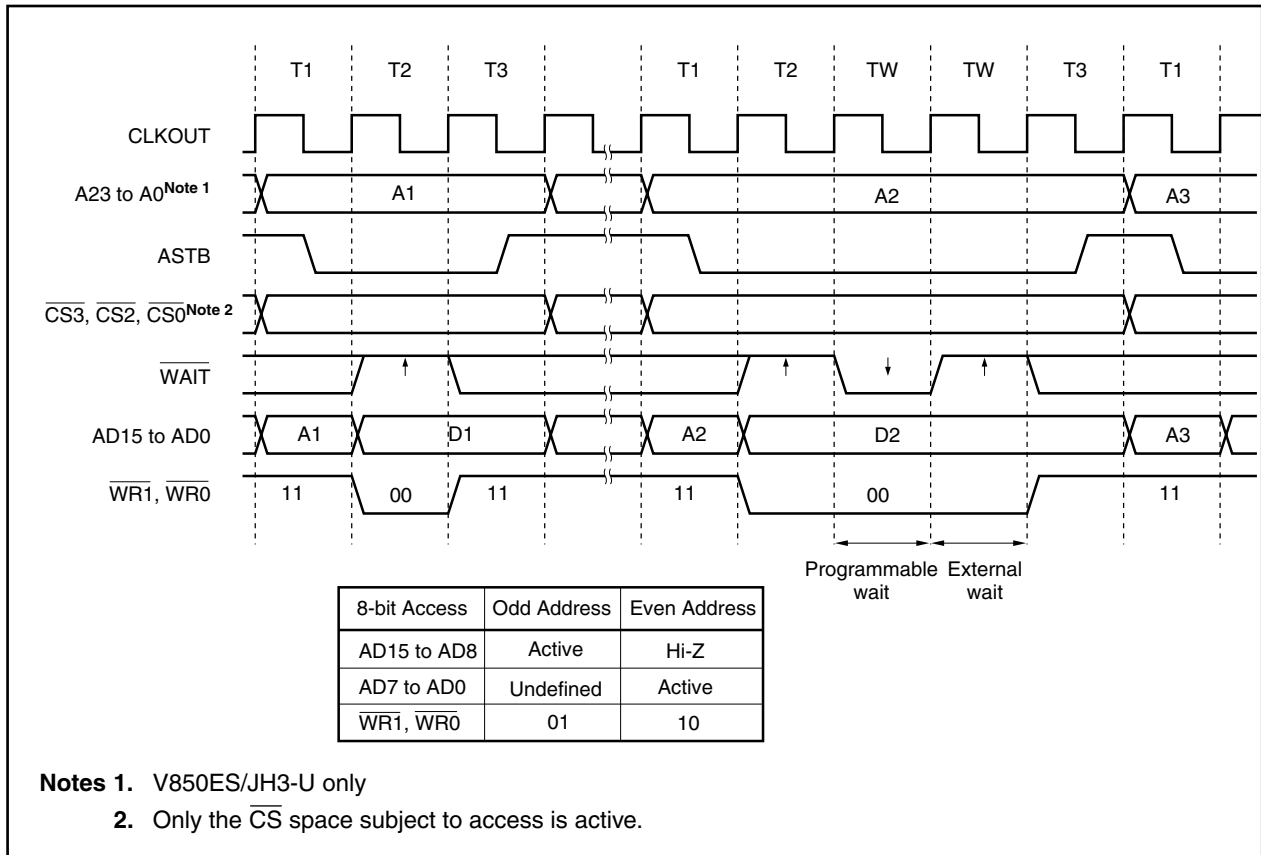 T1 T2 T3 T1 T2 TW TW T3 T1
CLKOUT
A23 to A0Note 1 A1 A2 A3
ASTB
CS3, CS2, CS0Note 2
WAIT
AD15 to AD0 A1 D1 A2 D2 A3
WR1, WR0 11 00 11 11 00 11
Programmable wait
External wait
8-bit Access Odd Address Even Address
AD15 to AD8 Active Hi-Z
AD7 to AD0 Undefined Active
WR1, WR0 01 10
Notes 1. V850ES/JH3-U only
2. Only the CS space subject to access is active.